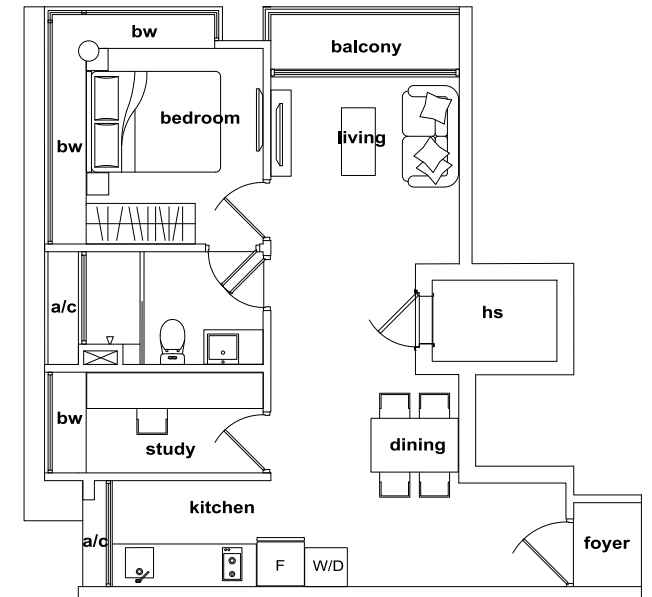 bw
balcony
bedroom
living
bw
a/c
hs
bw
study
dining
kitchen
a/c
foyer
F
W/D